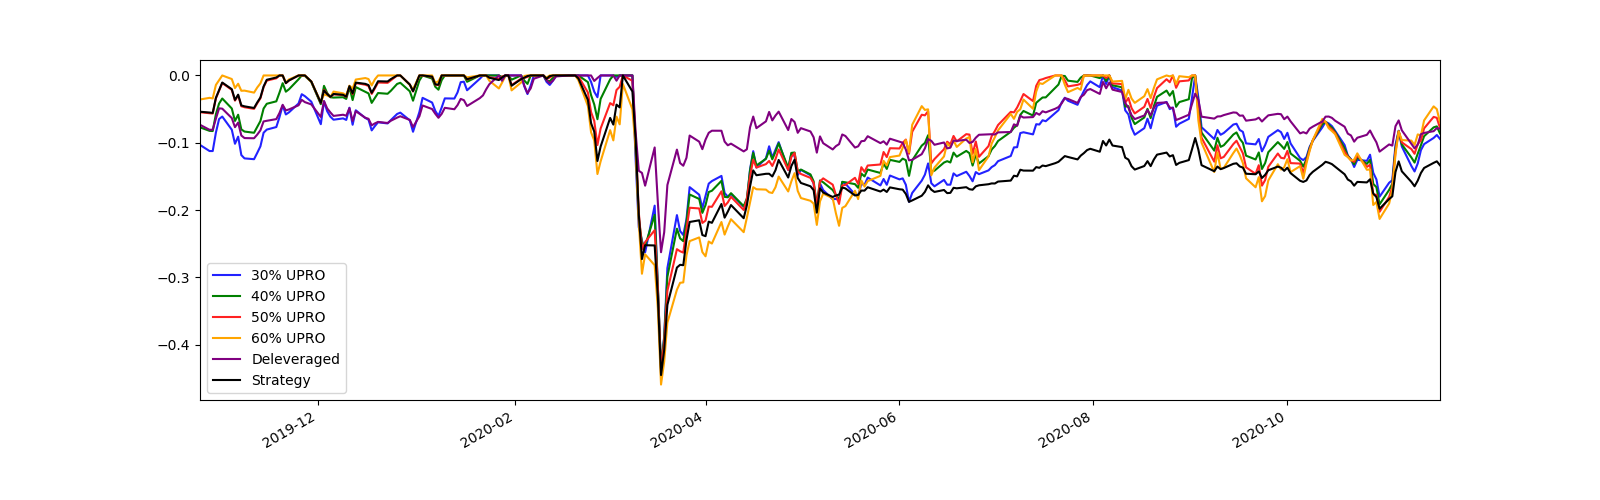 0.0
−0.1
−0.2
−0.3
−0.4
30% UPRO
40% UPRO
50% UPRO
60% UPRO
Deleveraged
Strategy
2019-12
2020-02
2020-04
2020-06
2020-08
2020-10